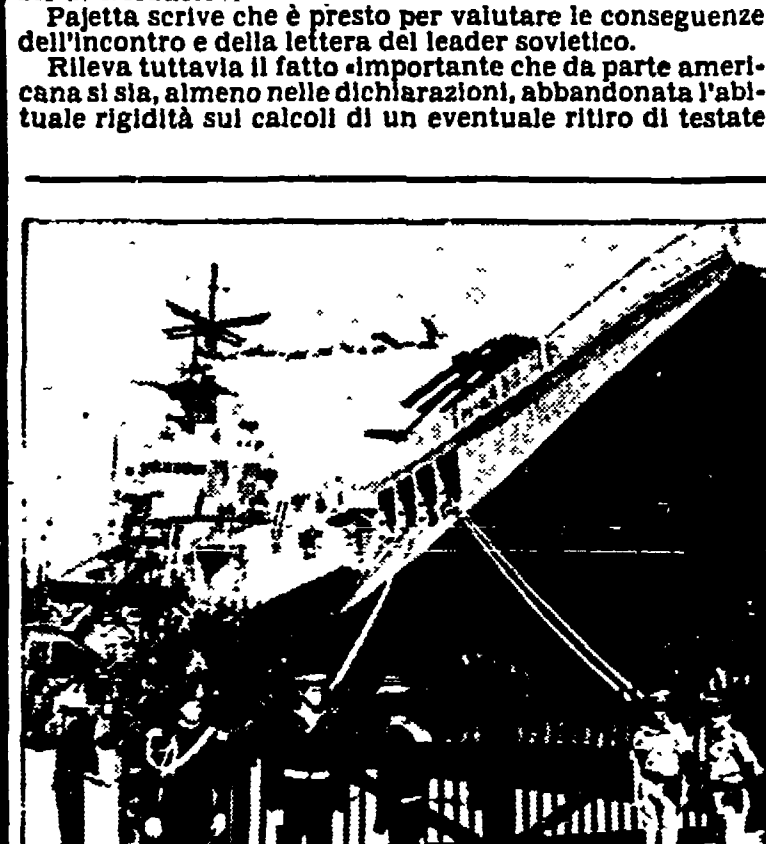 Pajetta scrive che è presto per valutare le conseguenze
dell'incontro e della lettera del leader sovietico.
Rileva tuttavia il fatto «importante che da parte ameri-
cana si sia, almeno nelle dichiarazioni, abbandonata l'abi-
tuale rigidità sui calcoli di un eventuale ritiro di testate